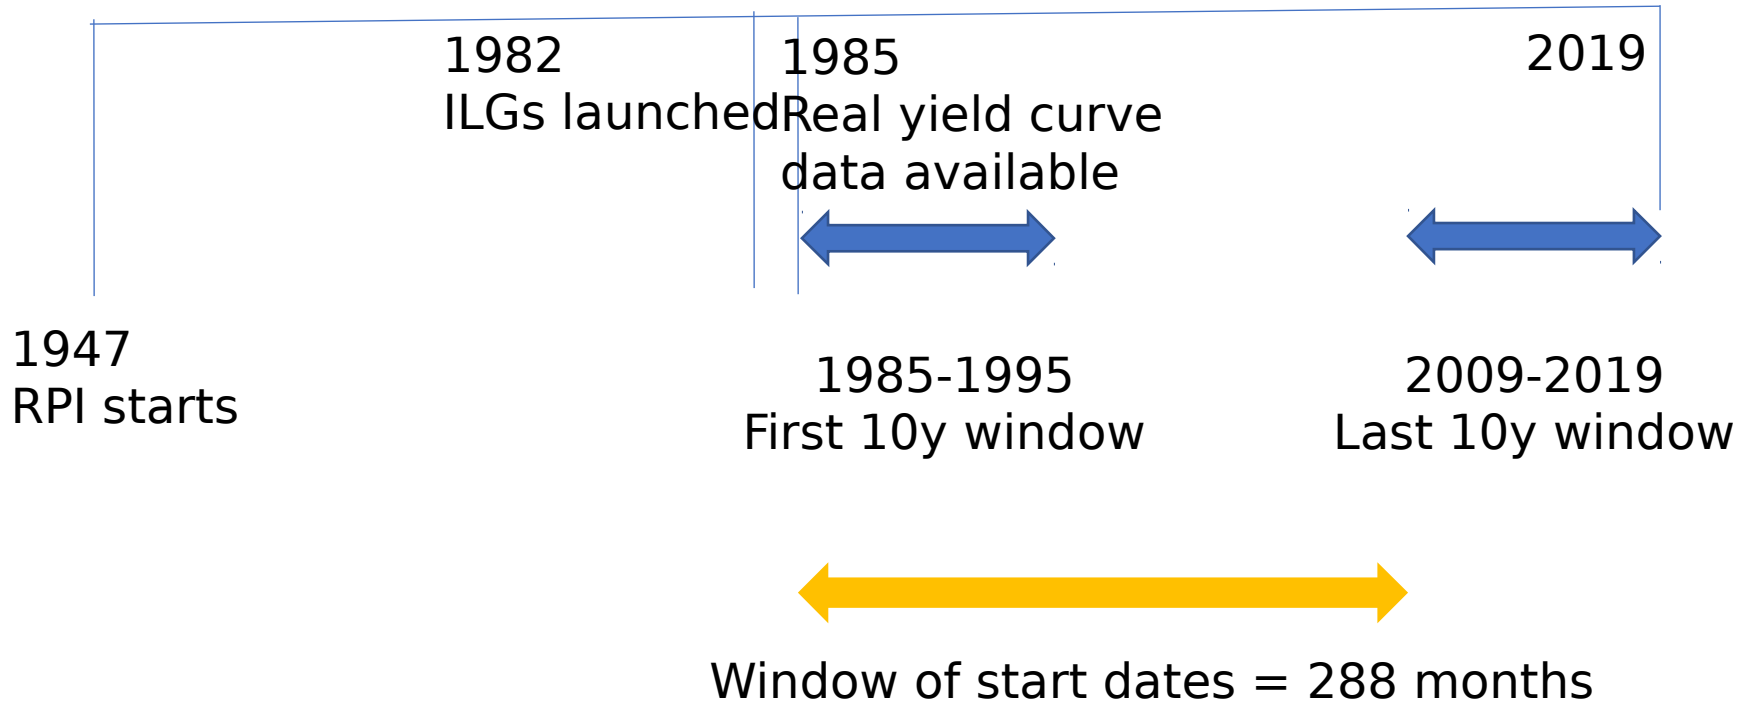 1982
ILGs launched
1985
Real yield curve
data available
2019
1947
RPI starts
1985-1995
First 10y window
2009-2019
Last 10y window
Window of start dates = 288 months